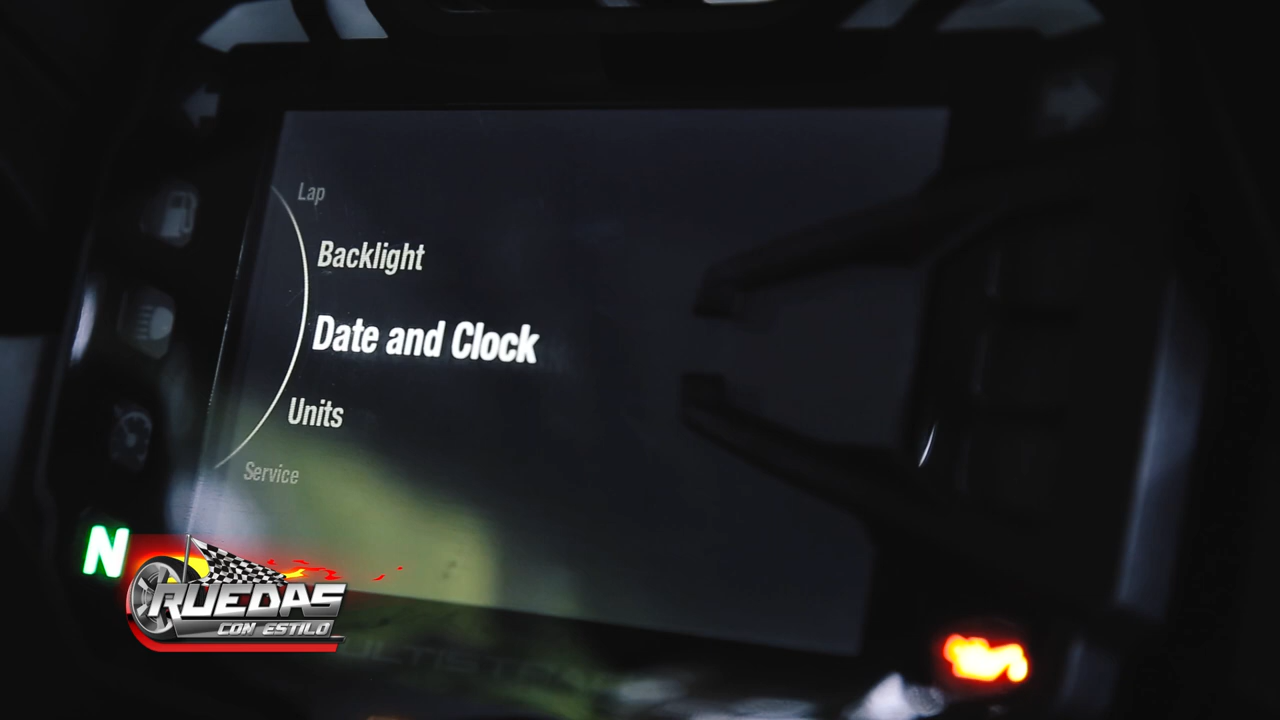 Lap
Backlight
Date and Clock
Units
Service
N
RUEDAS
CON ESTILO